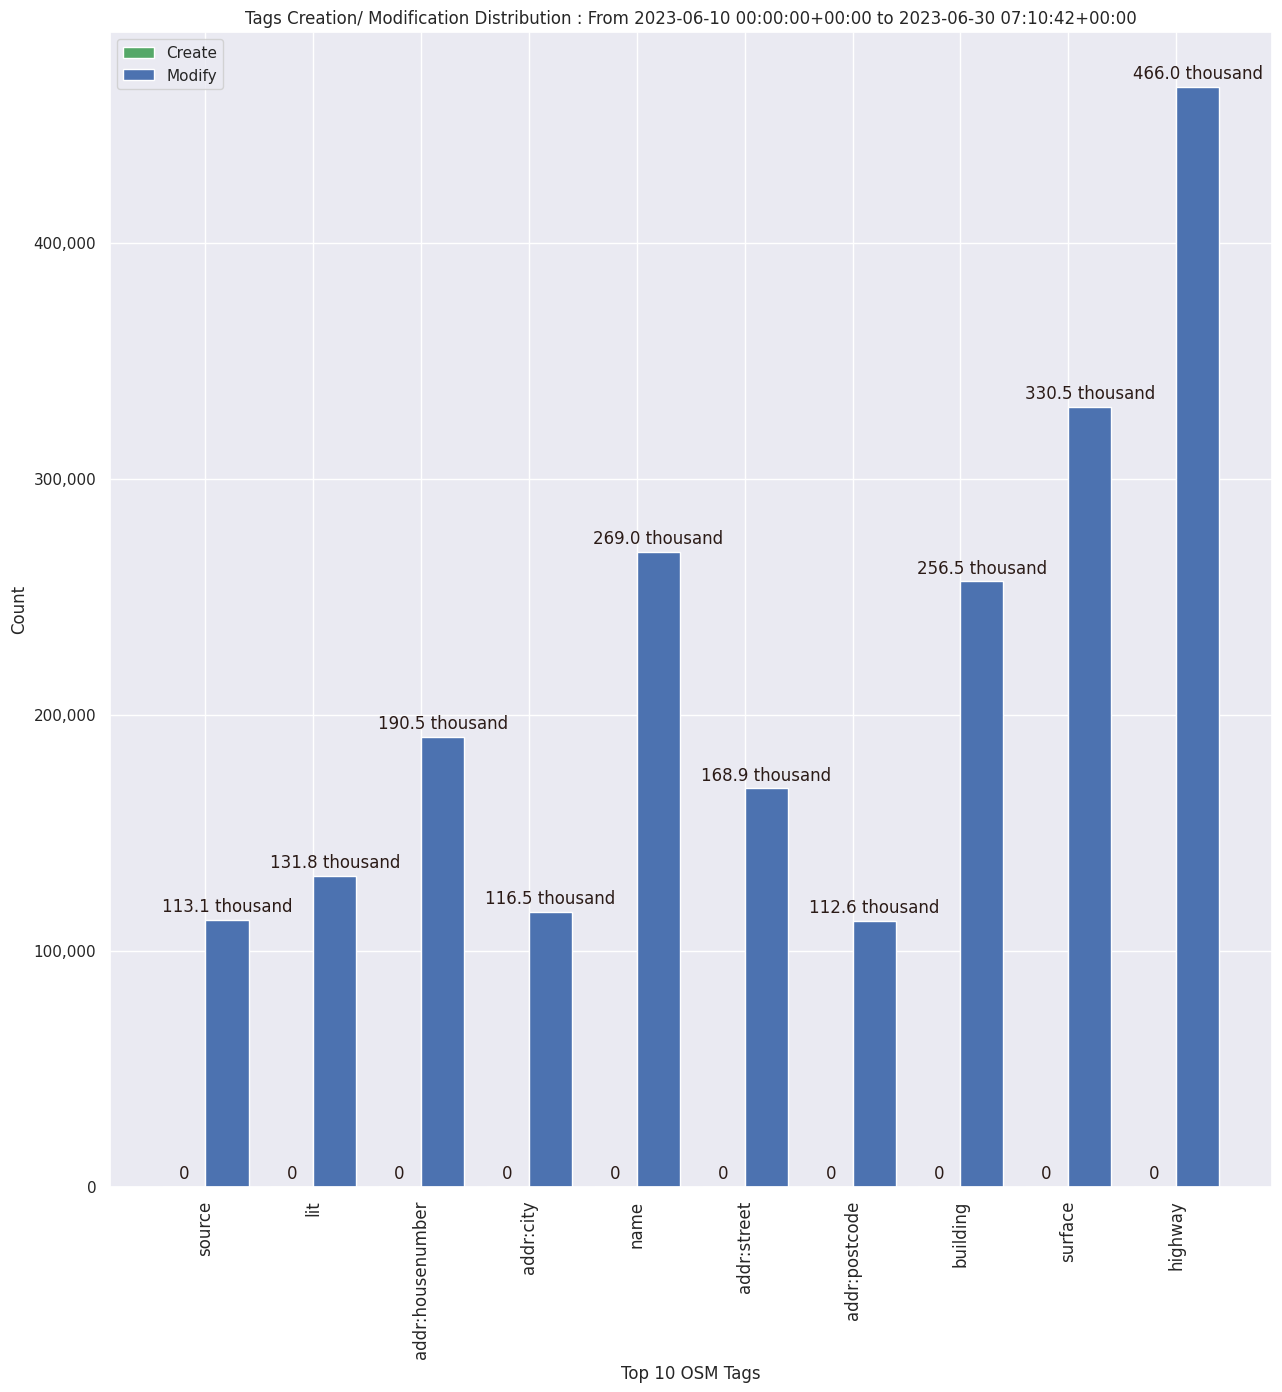 Tags Creation/ Modification Distribution : From 2023-06-10 00:00:00+00:00 to 2023-06-30 07:10:42+00:00
Create
Modify
466.0 thousand
400,000
330.5 thousand
300,000
269.0 thousand
256.5 thousand
Count
200,000
190.5 thousand
168.9 thousand
131.8 thousand
113.1 thousand
116.5 thousand
112.6 thousand
100,000
0 0 0 0 0 0 0 0 0 0
0
source
lit
addr:housenumber
addr:city
name
addr:street
addr:postcode
building
surface
highway
Top 10 OSM Tags